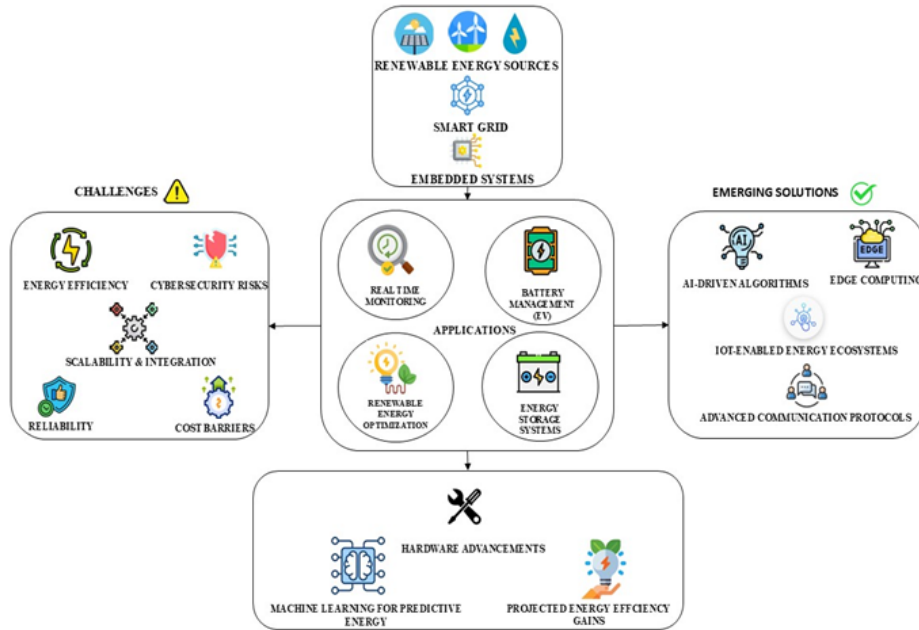 RENEWABLE ENERGY SOURCES
SMART GRID
EMBEDDED SYSTEMS
CHALLENGES
ENERGY EFFICIENCY
CYBERSECURITY RISKS
SCALABILITY & INTEGRATION
RELIABILITY
COST BARRIERS
REAL TIME
MONITORING
BATTERY
MANAGEMENT
(EV)
APPLICATIONS
RENEWABLE
ENERGY
OPTIMIZATION
ENERGY
STORAGE
SYSTEMS
EMERGING SOLUTIONS
AI
AI-DRIVEN ALGORITHMS
EDGE
EDGE COMPUTING
IOT-ENABLED ENERGY ECOSYSTEMS
ADVANCED COMMUNICATION PROTOCOLS
HARDWARE ADVANCEMENTS
MACHINE LEARNING FOR PREDICTIVE
ENERGY
PROJECTED ENERGY EFFCIENCY
GAINS